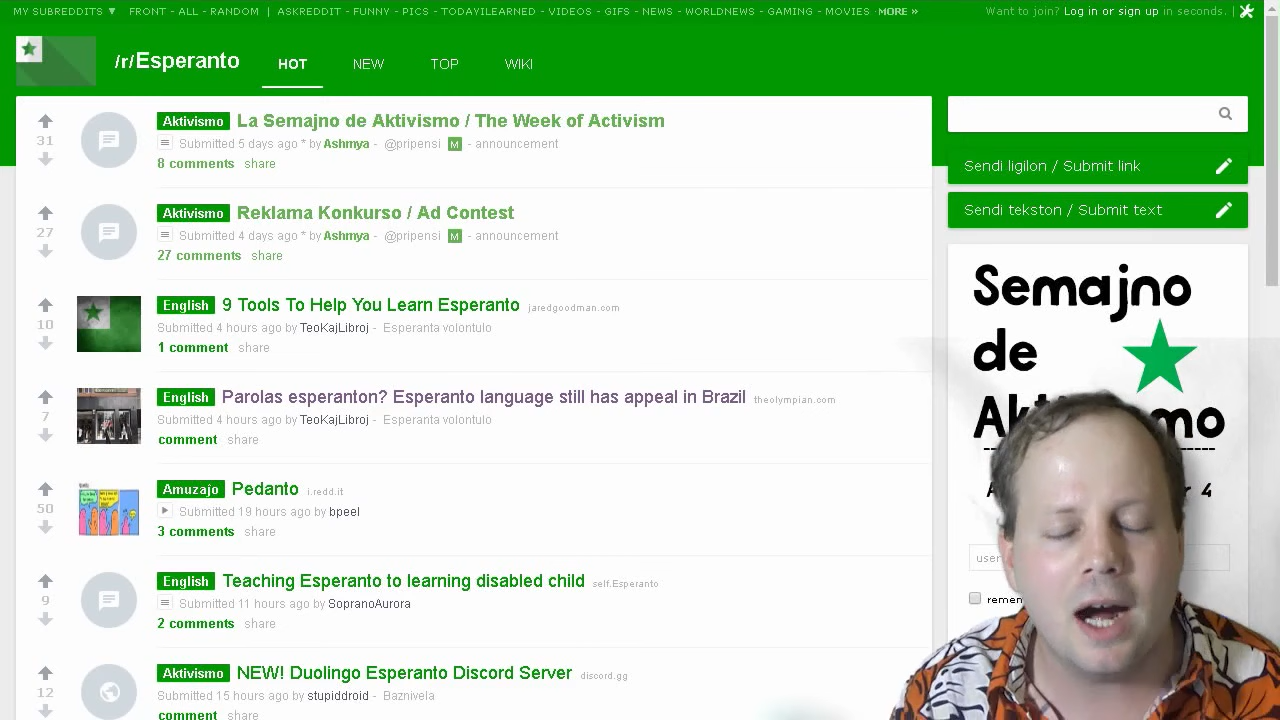 MY SUBREDDITS ▼ FRONT - ALL - RANDOM | ASKREDDIT - FUNNY - PICS - TODAYILEARNED - VIDEOS - GIFS - NEWS - WORLDNEWS - GAMING - MOVIES MORE » Want to join? Log in or sign up in seconds. |
/r/Esperanto HOT NEW TOP WIKI
31
Aktivismo La Semajno de Aktivismo / The Week of Activism
Submitted 5 days ago * by Ashmya - @pripensi M - announcement
8 comments share
27
Aktivismo Reklama Konkurso / Ad Contest
Submitted 4 days ago * by Ashmya - @pripensi M - announcement
27 comments share
10
English 9 Tools To Help You Learn Esperanto jaredgoodman.com
Submitted 4 hours ago by TeoKajLibroj - Esperanta volontulo
1 comment share
7
English Parolas esperanton? Esperanto language still has appeal in Brazil theolympian.com
Submitted 4 hours ago by TeoKajLibroj - Esperanta volontulo
comment share
50
Amuzaĵo Pedanto i.redd.it
Submitted 19 hours ago by bpeel
3 comments share
9
English Teaching Esperanto to learning disabled child self.Esperanto
Submitted 11 hours ago by SopranoAurora
2 comments share
12
Aktivismo NEW! Duolingo Esperanto Discord Server discord.gg
Submitted 15 hours ago by stupiddroid - Baznivela
comment share
Sendi ligilon / Submit link
Sendi tekston / Submit text
Semajno
de